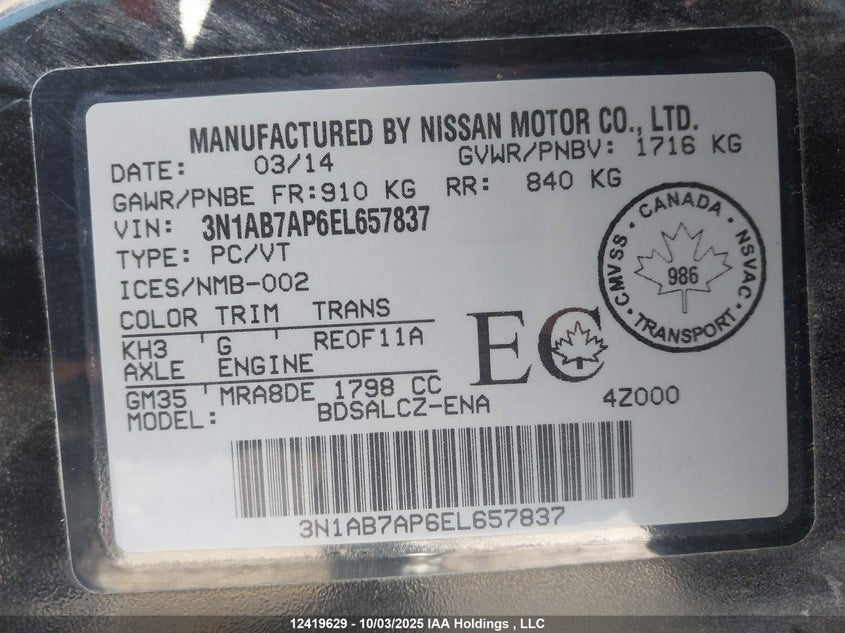 MANUFACTURED BY NISSAN MOTOR CO., LTD.
DATE: 03/14 GVWR/PNBV: 1716 KG
GAWR/PNBE FR:910 KG RR: 840 KG
VIN: 3N1AB7AP6EL657837
TYPE: PC/VT
ICES/NMB-002
COLOR TRIM TRANS
KH3 ' G ' RE0F11A
AXLE ENGINE
GM35 ' MRA8DE 1798 CC
MODEL: BDSALCZ-ENA 4Z000
EC
CANADA
CMVSS
NSVAC
986
TRANSPORT
3N1AB7AP6EL657837
12419629 - 10/03/2025 IAA Holdings , LLC